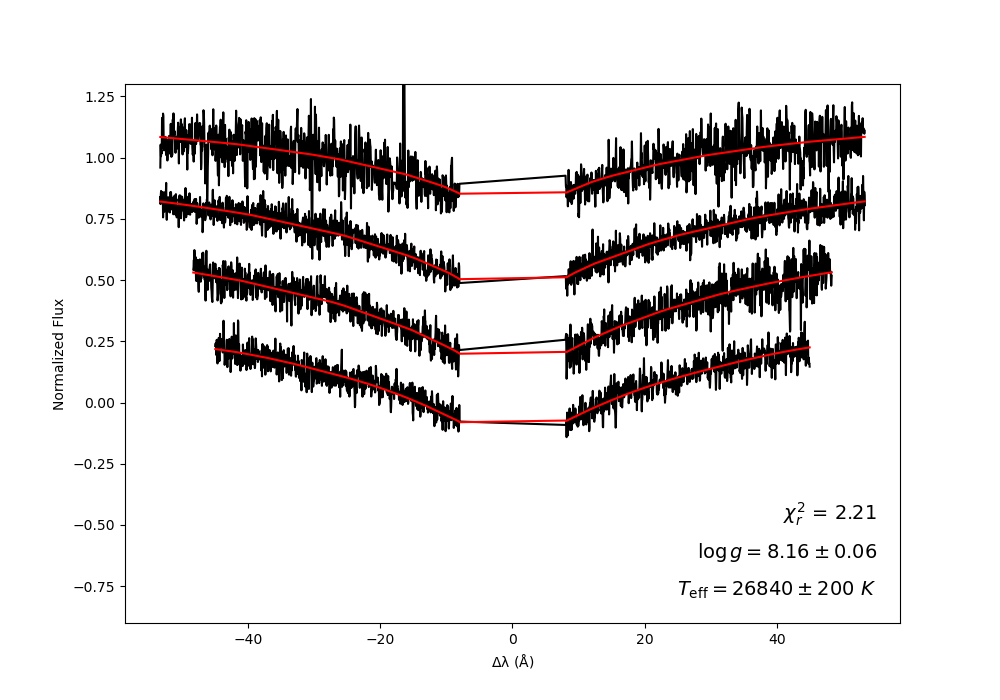 1.25
1.00
0.75
0.50
0.25
0.00
−0.25
−0.50
−0.75
Normalized Flux
−40
−20
0
20
40
Δλ (Å)
χ²ᵣ = 2.21
log g = 8.16 ± 0.06
T_eff = 26840 ± 200 K